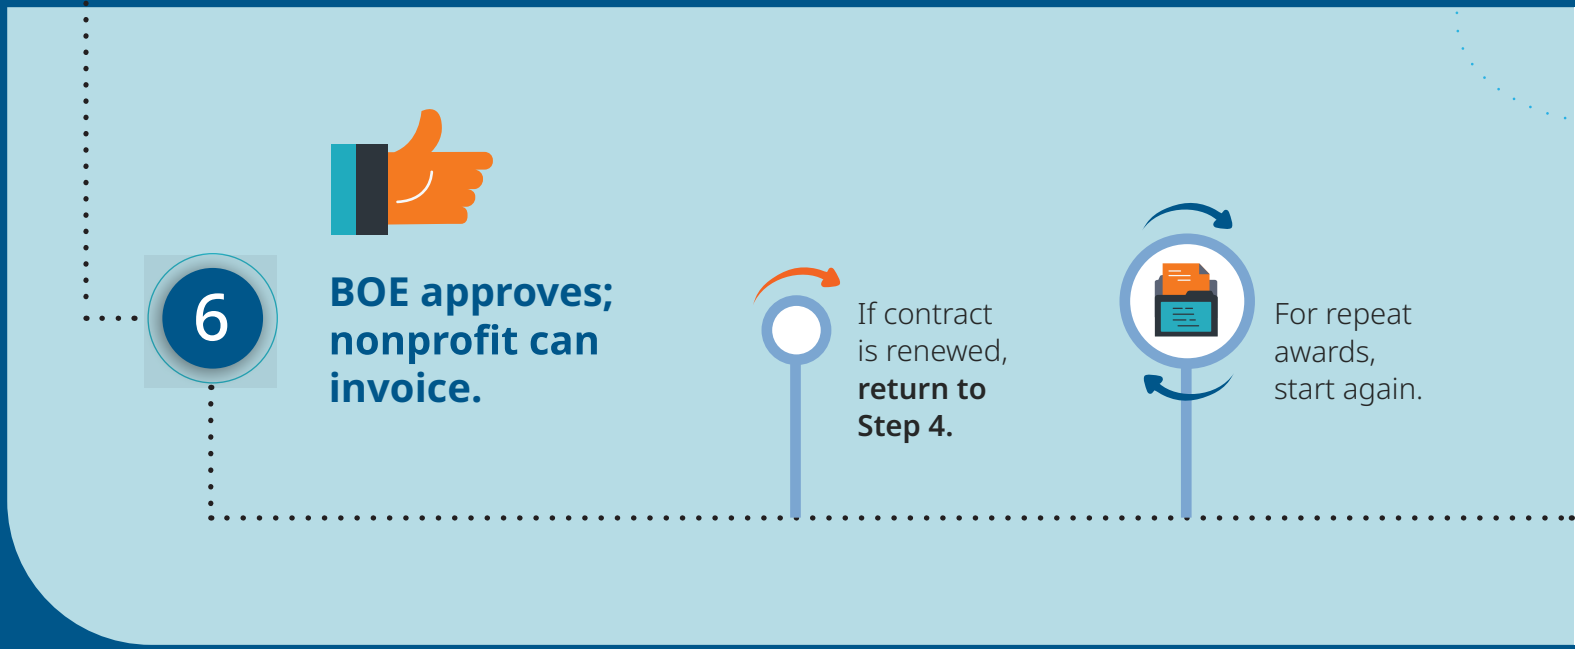 6
BOE approves;
nonprofit can
invoice.
If contract
is renewed,
return to
Step 4.
For repeat
awards,
start again.